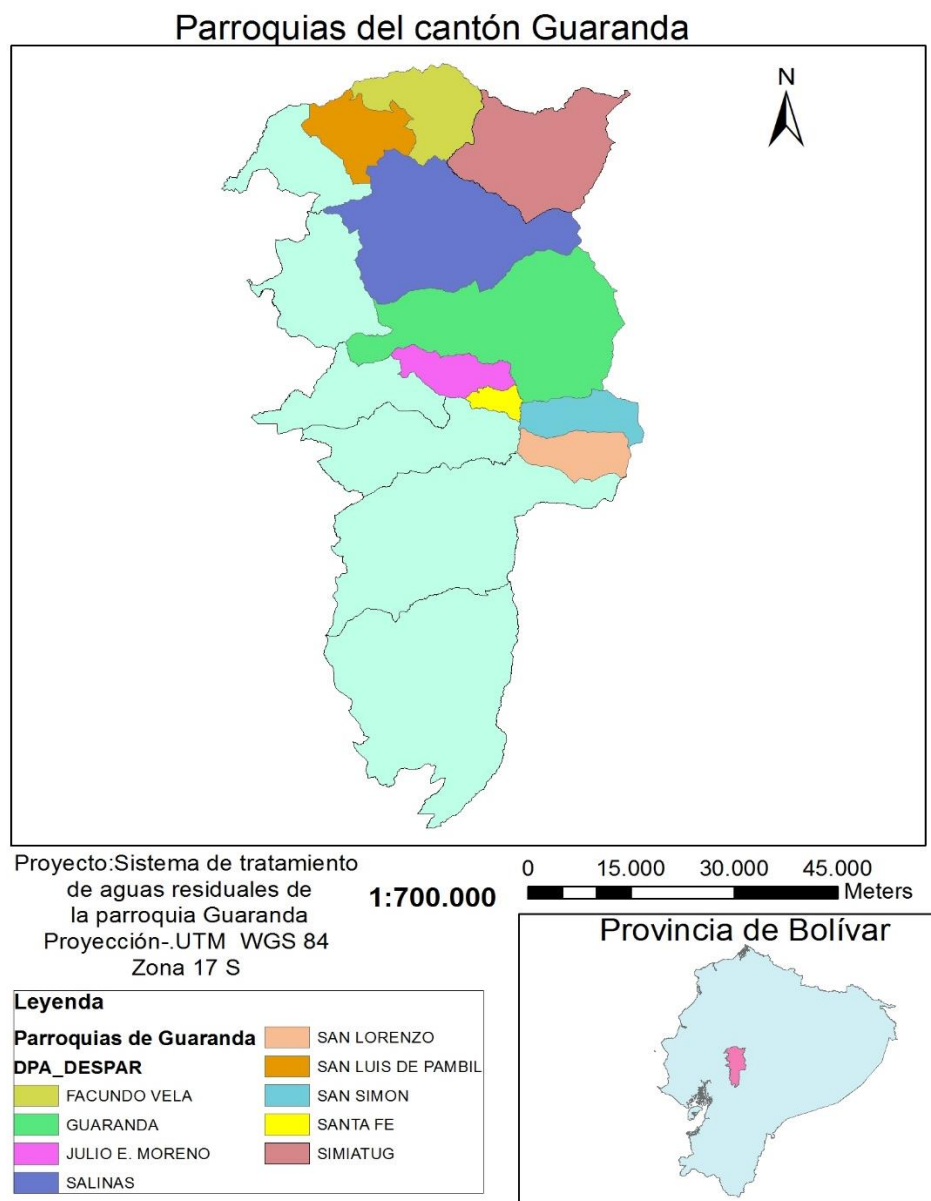 Parroquias del cantón Guaranda
N
Proyecto:Sistema de tratamiento
de aguas residuales de
la parroquia Guaranda
Proyección-.UTM WGS 84
Zona 17 S
1:700.000
0 15.000 30.000 45.000
Meters
Leyenda
Parroquias de Guaranda
DPA_DESPAR
FACUNDO VELA
GUARANDA
JULIO E. MORENO
SALINAS
SAN LORENZO
SAN LUIS DE PAMBIL
SAN SIMON
SANTA FE
SIMIATUG
Provincia de Bolívar